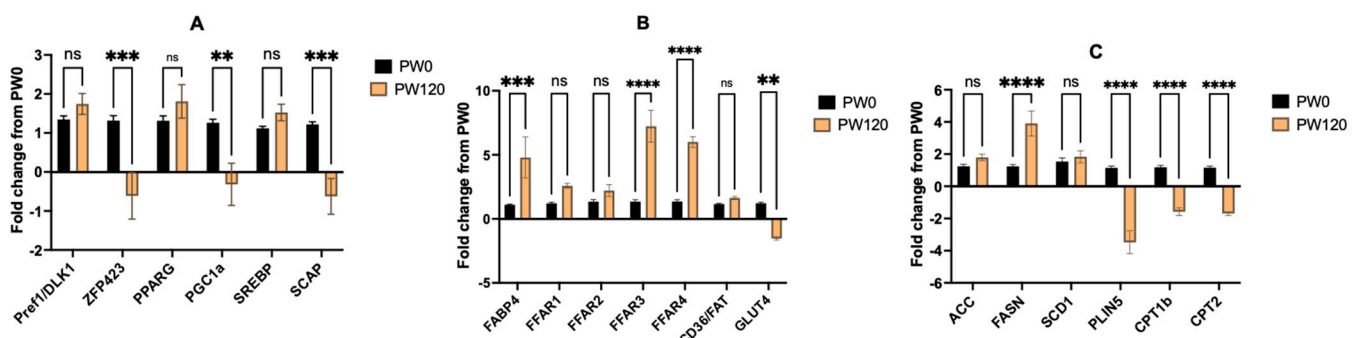 A
Fold change from PW0
3
2
1
0
-1
-2
ns
***
ns
**
ns
***
PW0
PW120
Pref1/DLK1
ZFP423
PPARG
PGC1a
SREBP
SCAP
B
Fold change from PW0
10
5
0
-5
***
ns
ns
****
****
ns
**
PW0
PW120
FABP4
FFAR1
FFAR2
FFAR3
FFAR4
CD36/FAT
GLUT4
C
Fold change from PW0
6
4
2
0
-2
-4
-6
ns
****
ns
****
****
****
PW0
PW120
ACC
FASN
SCD1
PLIN5
CPT1b
CPT2